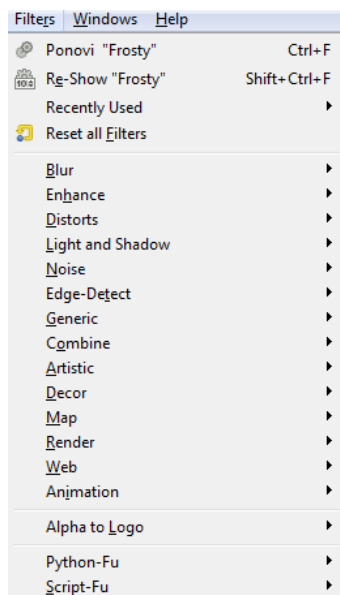 Filters Windows Help
Ponovi "Frosty" Ctrl+F
Re-Show "Frosty" Shift+Ctrl+F
Recently Used
Reset all Filters
Blur
Enhance
Distorts
Light and Shadow
Noise
Edge-Detect
Generic
Combine
Artistic
Decor
Map
Render
Web
Animation
Alpha to Logo
Python-Fu
Script-Fu